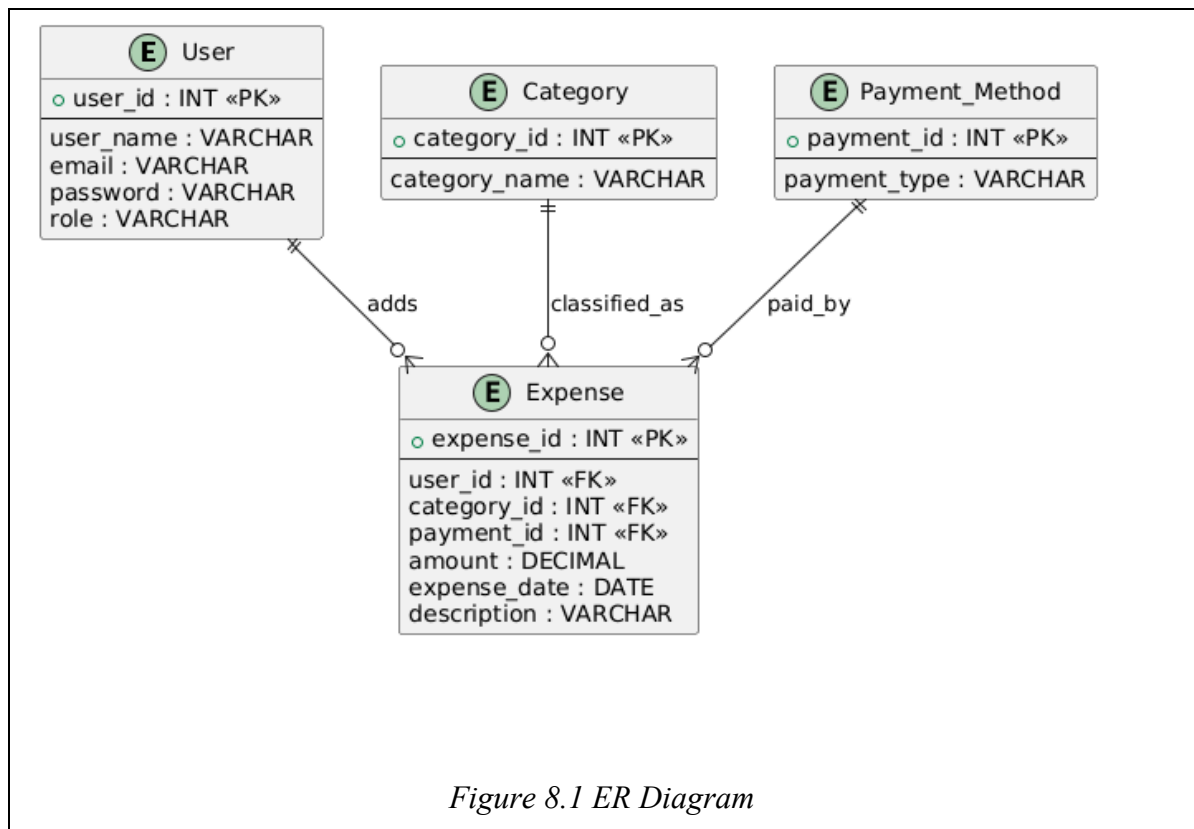 E User
user_id : INT «PK»
user_name : VARCHAR
email : VARCHAR
password : VARCHAR
role : VARCHAR
E Category
category_id : INT «PK»
category_name : VARCHAR
E Payment_Method
payment_id : INT «PK»
payment_type : VARCHAR
adds
classified_as
paid_by
E Expense
expense_id : INT «PK»
user_id : INT «FK»
category_id : INT «FK»
payment_id : INT «FK»
amount : DECIMAL
expense_date : DATE
description : VARCHAR
Figure 8.1 ER Diagram